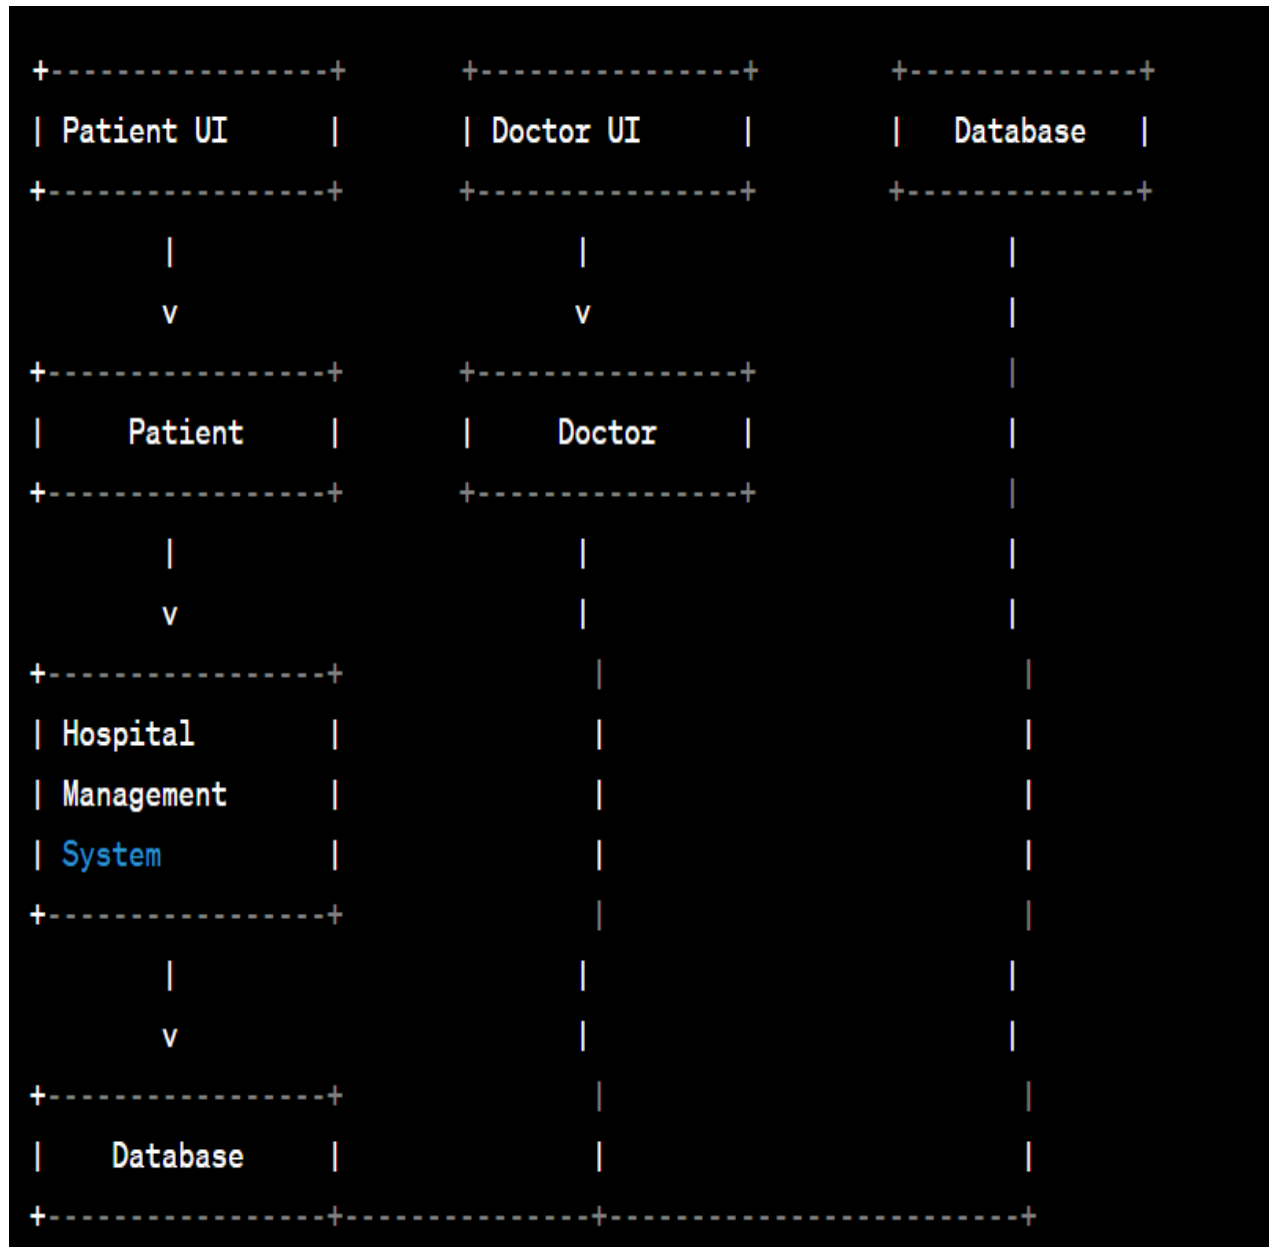 +-----------------+       +----------------+        +--------------+
| Patient UI      |       | Doctor UI      |        |   Database   |
+-----------------+       +----------------+        +--------------+
        |                        |                         |
        v                        v                         |
+-----------------+       +----------------+               |
|     Patient     |       |     Doctor     |               |
+-----------------+       +----------------+               |
        |                        |                         |
        v                        |                         |
+-----------------+               |                         |
| Hospital        |               |                         |
| Management      |               |                         |
| System          |               |                         |
+-----------------+               |                         |
        |                        |                         |
        v                        |                         |
+-----------------+               |                         |
|    Database     |               |                         |
+-----------------+---------------+-------------------------+